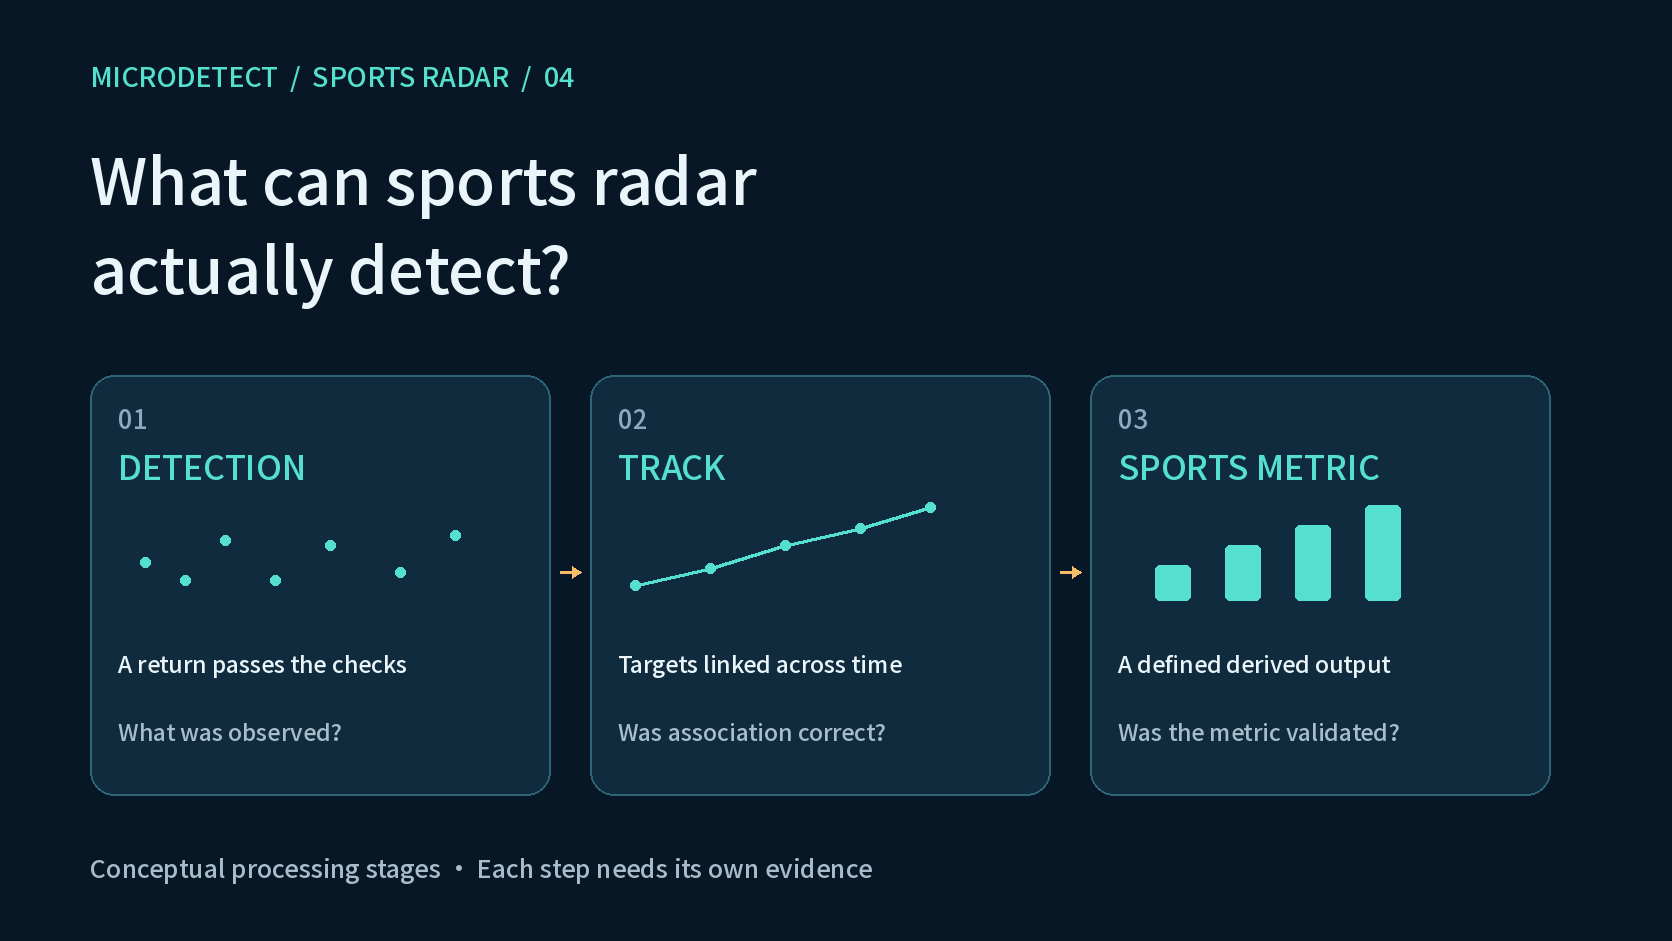 MICRODETECT / SPORTS RADAR / 04
What can sports radar
actually detect?
01
DETECTION
A return passes the checks
What was observed?
02
TRACK
Targets linked across time
Was association correct?
03
SPORTS METRIC
A defined derived output
Was the metric validated?
Conceptual processing stages • Each step needs its own evidence